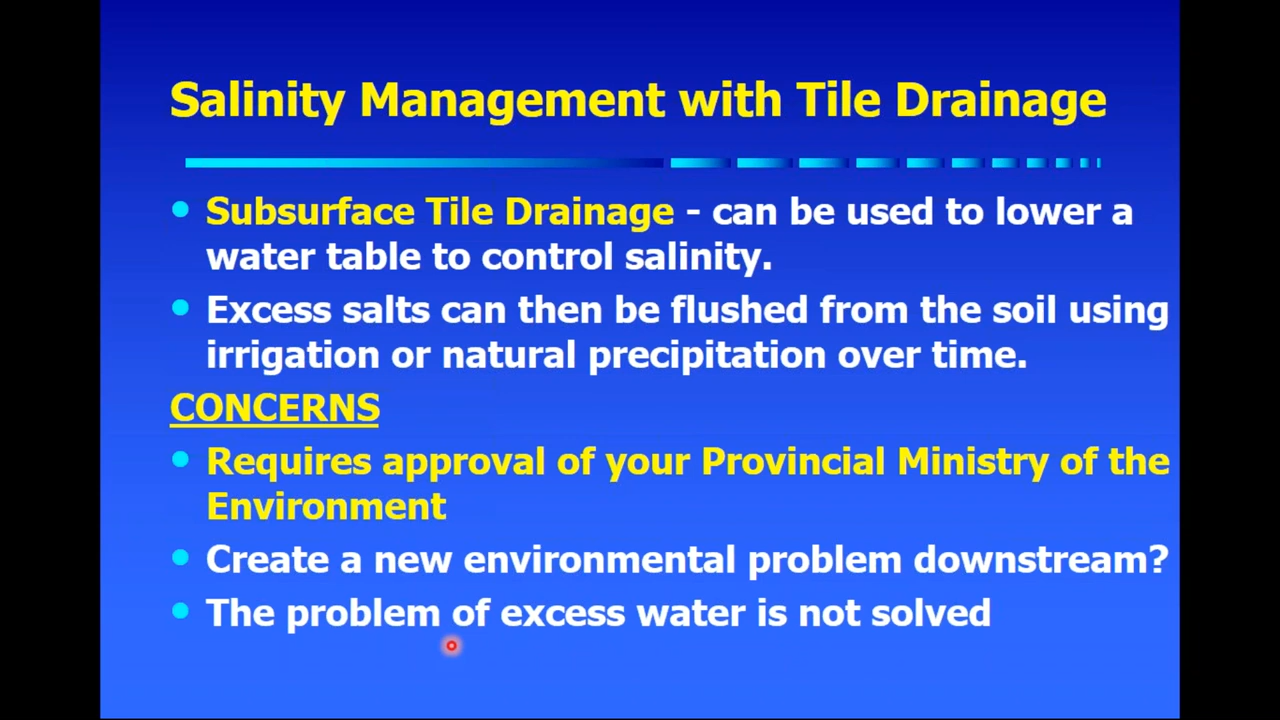 Salinity Management with Tile Drainage
Subsurface Tile Drainage - can be used to lower a
water table to control salinity.
Excess salts can then be flushed from the soil using
irrigation or natural precipitation over time.
CONCERNS
Requires approval of your Provincial Ministry of the
Environment
Create a new environmental problem downstream?
The problem of excess water is not solved